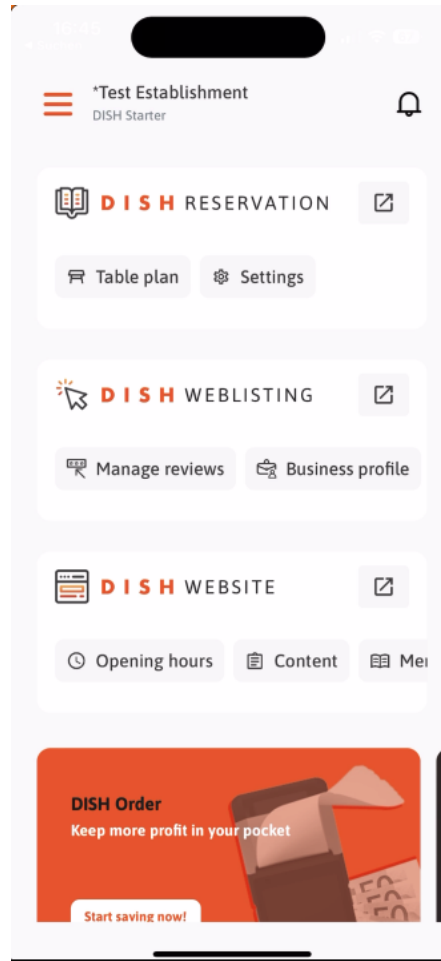 *Test Establishment
DISH Starter
DISH RESERVATION
Table plan
Settings
DISH WEBLISTING
Manage reviews
Business profile
DISH WEBSITE
Opening hours
Content
DISH Order
Keep more profit in your pocket
Start saving now!